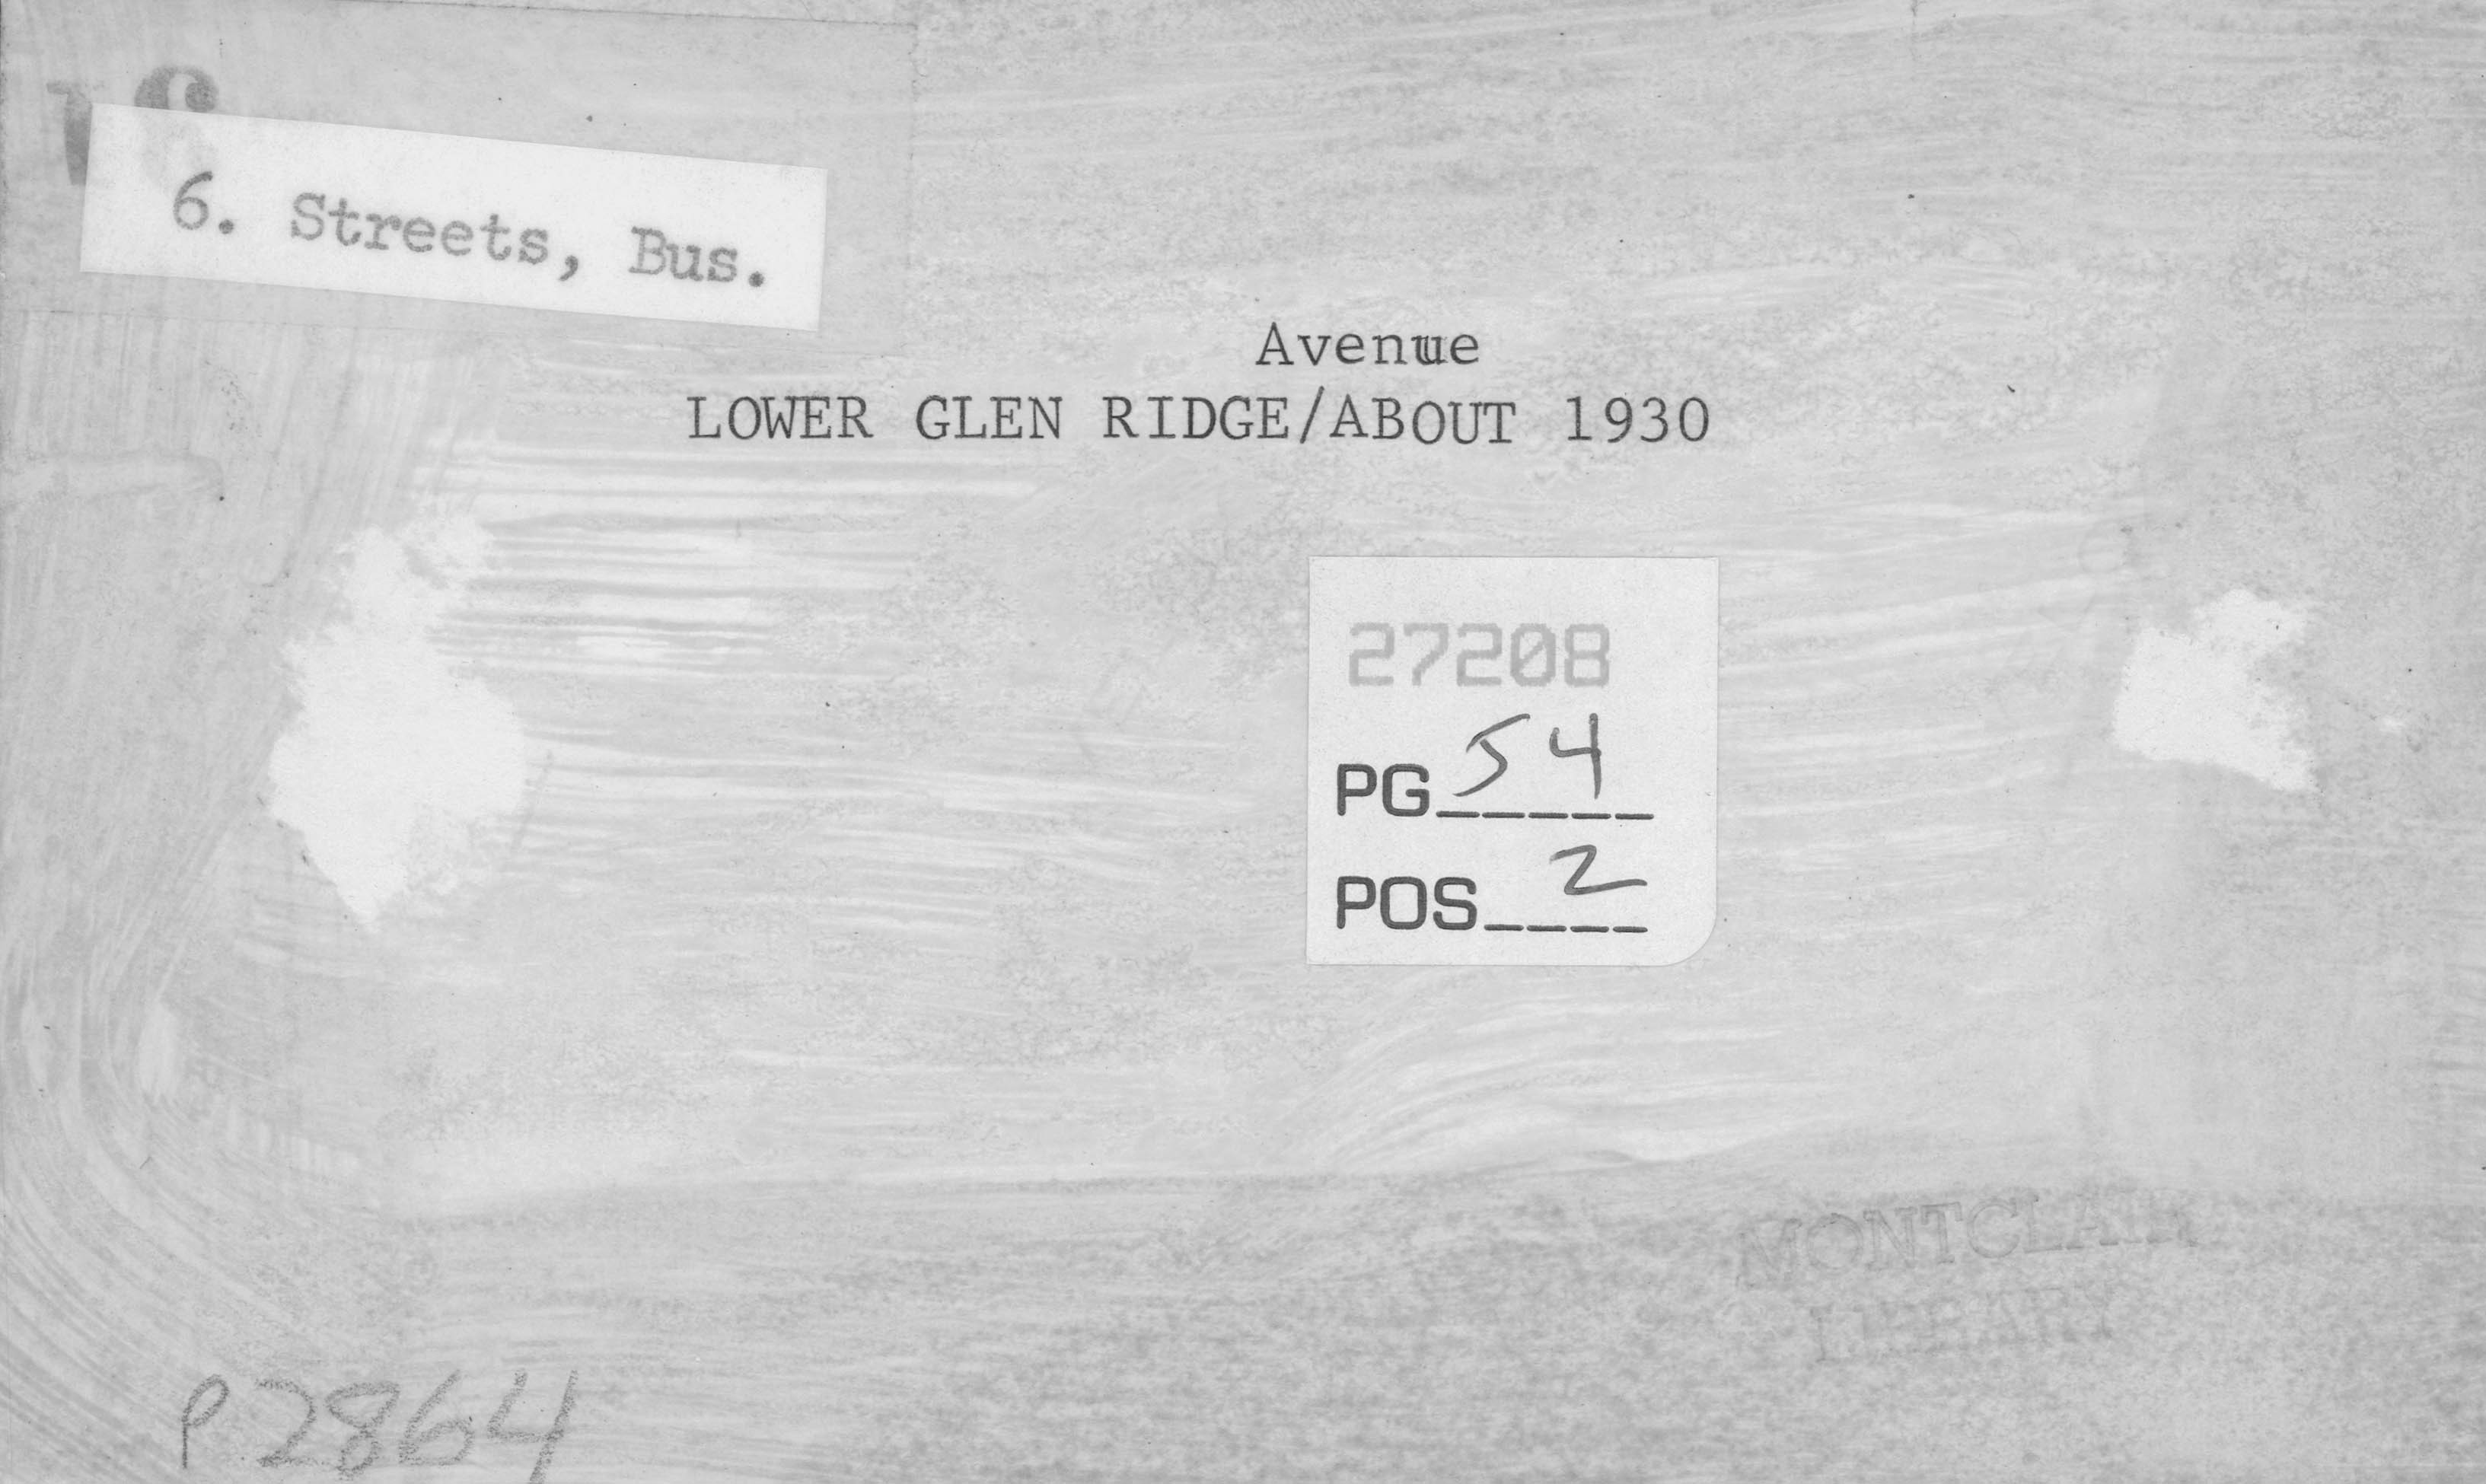 6. Streets, Bus.
Avenue
LOWER GLEN RIDGE/ABOUT 1930
27208
PG 54
POS 2
MONTCLAIR
LIBRARY
P2864